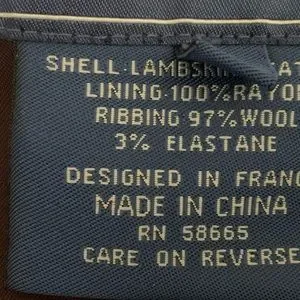 SHELL-LAMBSKIN
LINING-100% RAYO
RIBBING 97% WOOL
3% ELASTANE
DESIGNED IN FRANC
MADE IN CHINA
RN 58665
CARE ON REVERSE